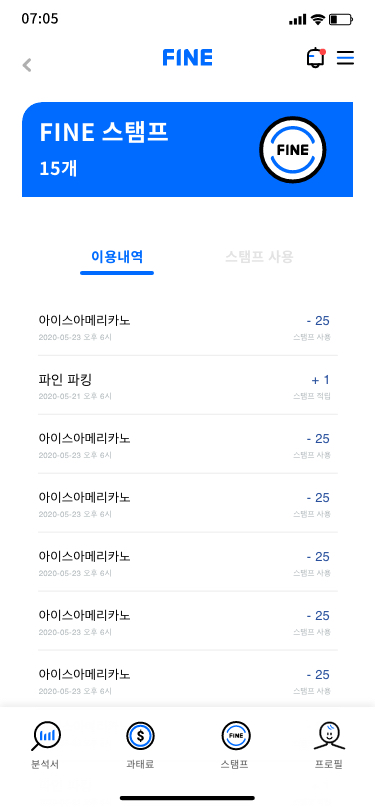 07:05
FINE
FINE 스탬프
15개
FINE
이용내역
스탬프 사용
아이스아메리카노
- 25
2020-05-23 오후 6시
스탬프 사용
파인 파킹
+ 1
2020-05-21 오후 6시
스탬프 적립
아이스아메리카노
- 25
2020-05-23 오후 6시
스탬프 사용
아이스아메리카노
- 25
2020-05-23 오후 6시
스탬프 사용
아이스아메리카노
- 25
2020-05-23 오후 6시
스탬프 사용
아이스아메리카노
- 25
2020-05-23 오후 6시
스탬프 사용
아이스아메리카노
- 25
2020-05-23 오후 6시
스탬프 사용
$
FINE
분석서
과태료
스탬프
프로필